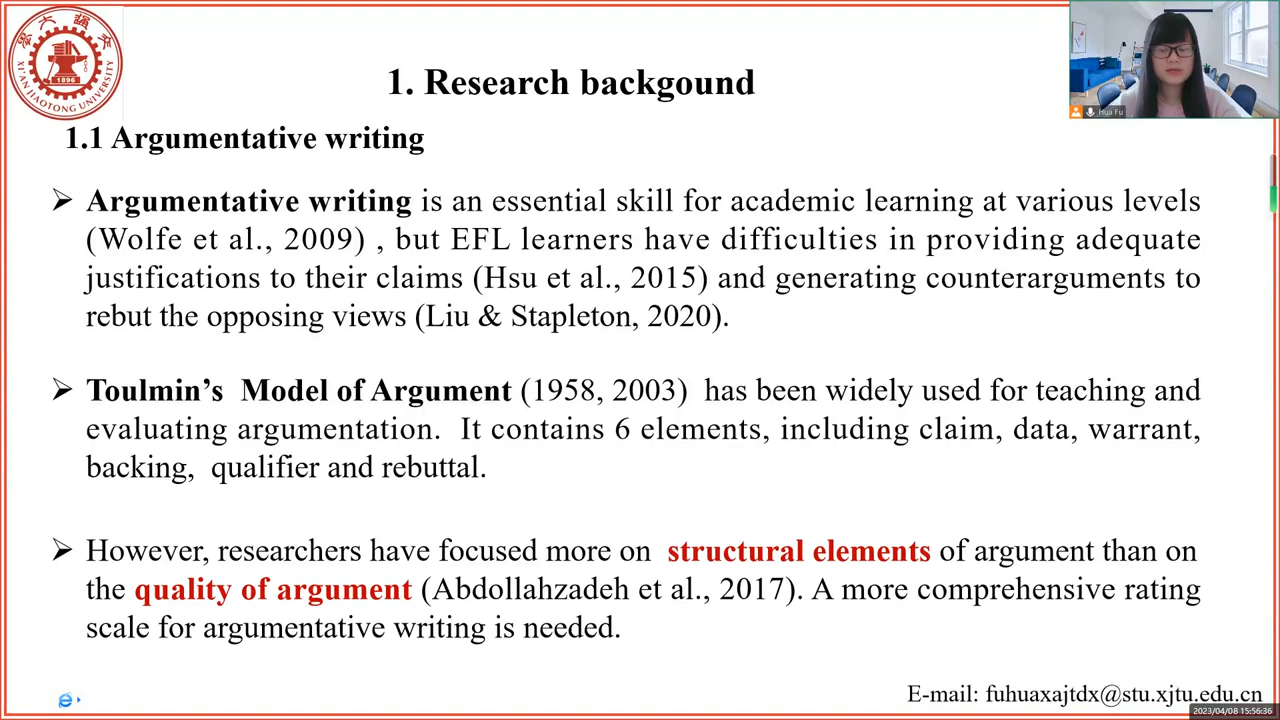 XI'AN JIAOTONG UNIVERSITY
1896
Hua Fu
1. Research backgound
1.1 Argumentative writing
➢ Argumentative writing is an essential skill for academic learning at various levels
(Wolfe et al., 2009) , but EFL learners have difficulties in providing adequate
justifications to their claims (Hsu et al., 2015) and generating counterarguments to
rebut the opposing views (Liu & Stapleton, 2020).
➢ Toulmin’s Model of Argument (1958, 2003) has been widely used for teaching and
evaluating argumentation. It contains 6 elements, including claim, data, warrant,
backing, qualifier and rebuttal.
➢ However, researchers have focused more on structural elements of argument than on
the quality of argument (Abdollahzadeh et al., 2017). A more comprehensive rating
scale for argumentative writing is needed.
E-mail: fuhuaxajtdx@stu.xjtu.edu.cn
2023/04/08 15:56:36